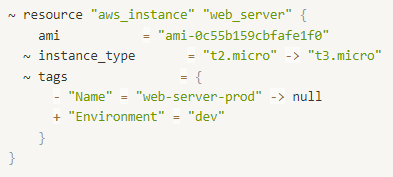 ~ resource "aws_instance" "web_server" {
    ami           = "ami-0c55b159cbfafe1f0"
  ~ instance_type       = "t2.micro" -> "t3.micro"
  ~ tags               = {
      - "Name" = "web-server-prod" -> null
      + "Environment" = "dev"
    }
}